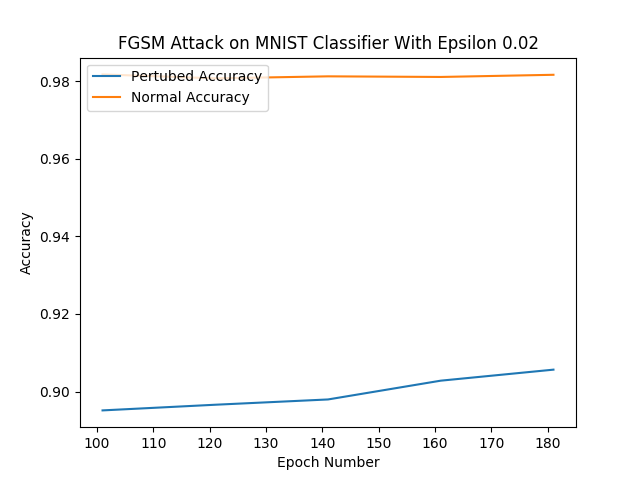 FGSM Attack on MNIST Classifier With Epsilon 0.02
Pertubed Accuracy
Normal Accuracy
0.98
0.96
0.94
0.92
0.90
Accuracy
100 110 120 130 140 150 160 170 180
Epoch Number